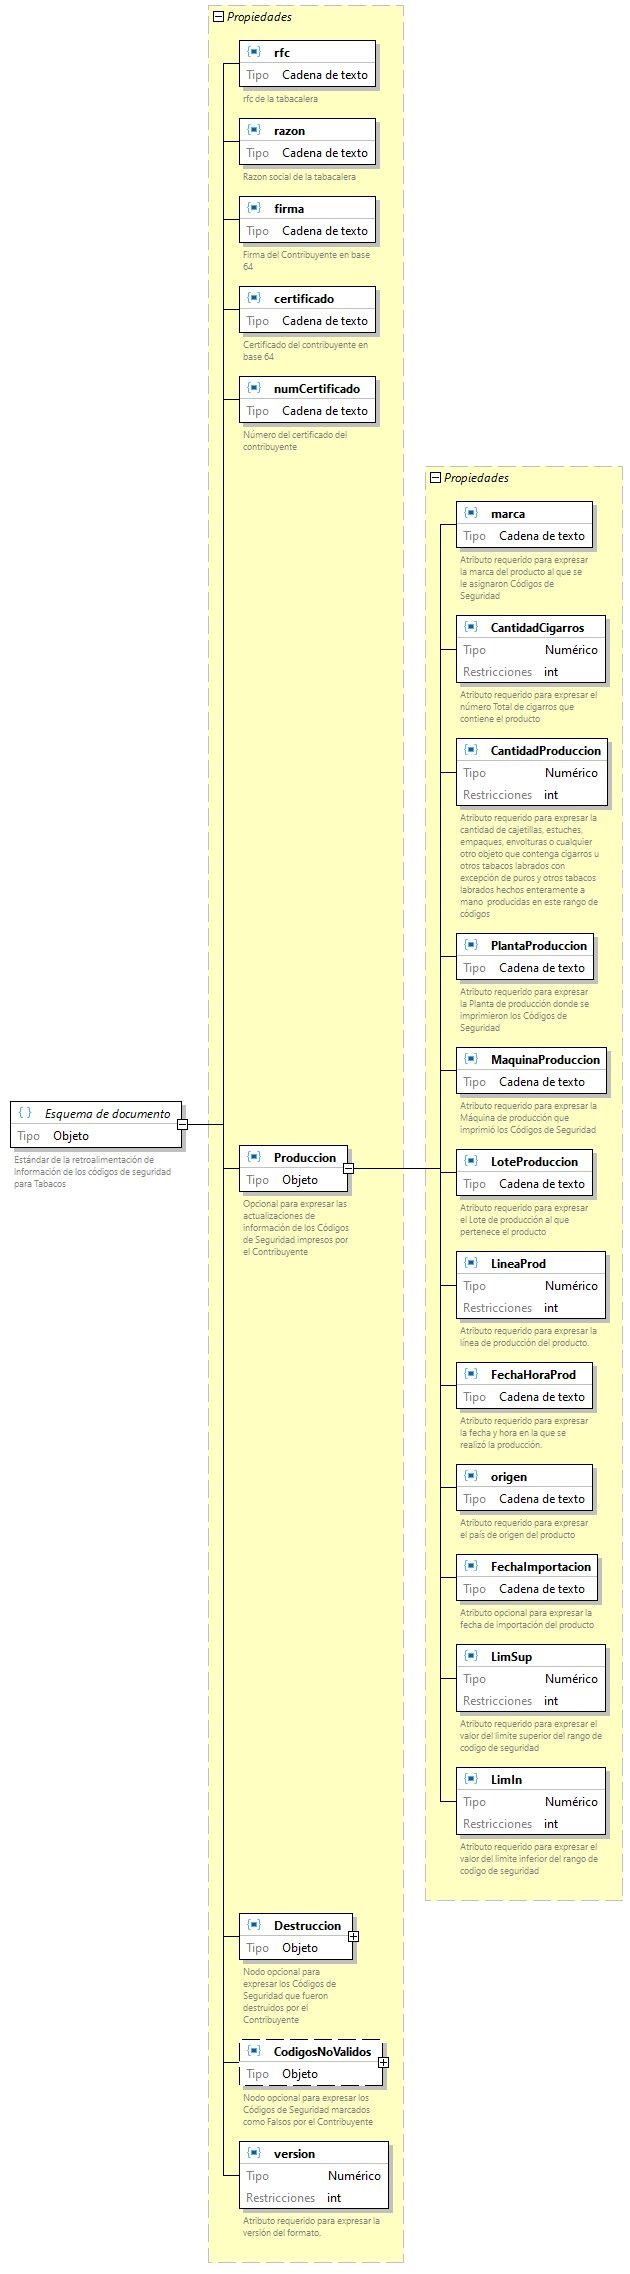 Propiedades
rfc
Tipo Cadena de texto
rfc de la tabacalera
razon
Tipo Cadena de texto
Razon social de la tabacalera
firma
Tipo Cadena de texto
Firma del Contribuyente en base
64
certificado
Tipo Cadena de texto
Certificado del contribuyente en
base 64
numCertificado
Tipo Cadena de texto
Número del certificado del
contribuyente
Esquema de documento
Tipo Objeto
Estándar de la retroalimentación de
Información de los códigos de seguridad
para Tabacos
Produccion
Tipo Objeto
Opcional para expresar las
actualizaciones de
información de los Códigos
de Seguridad impresos por
el Contribuyente
Propiedades
marca
Tipo Cadena de texto
Atributo requerido para expresar
la marca del producto al que se
le asignaron Códigos de
Seguridad
CantidadCigarros
Tipo Numérico
Restricciones int
Atributo requerido para expresar el
número Total de cigarros que
contiene el producto
CantidadProduccion
Tipo Numérico
Restricciones int
Atributo requerido para expresar la
cantidad de cajetillas, estuches,
empaques, envolturas o cualquier
otro objeto que contenga cigarros u
otros tabacos labrados con
excepción de puros y otros tabacos
labrados hechos enteramente a
mano producidas en este rango de
códigos
PlantaProduccion
Tipo Cadena de texto
Atributo requerido para expresar
la Planta de producción donde se
imprimieron los Códigos de
Seguridad
MaquinaProduccion
Tipo Cadena de texto
Atributo requerido para expresar la
Máquina de producción que
imprimió los Códigos de Seguridad
LoteProduccion
Tipo Cadena de texto
Atributo requerido para expresar
el Lote de producción al que
pertenece el producto
LineaProd
Tipo Numérico
Restricciones int
Atributo requerido para expresar la
línea de producción del producto.
FechaHoraProd
Tipo Cadena de texto
Atributo requerido para expresar
la fecha y hora en la que se
realizó la producción.
origen
Tipo Cadena de texto
Atributo requerido para expresar
el país de origen del producto
FechaImportacion
Tipo Cadena de texto
Atributo opcional para expresar la
fecha de importación del producto
LimSup
Tipo Numérico
Restricciones int
Atributo requerido para expresar el
valor del limite superior del rango de
codigo de seguridad
LimIn
Tipo Numérico
Restricciones int
Atributo requerido para expresar el
valor del limite inferior del rango de
codigo de seguridad
Destruccion
Tipo Objeto
Nodo opcional para
expresar los Códigos de
Seguridad que fueron
destruidos por el
Contribuyente
CodigosNoValidos
Tipo Objeto
Nodo opcional para expresar los
Códigos de Seguridad marcados
como Falsos por el Contribuyente
version
Tipo Numérico
Restricciones int
Atributo requerido para expresar la
versión del formato.